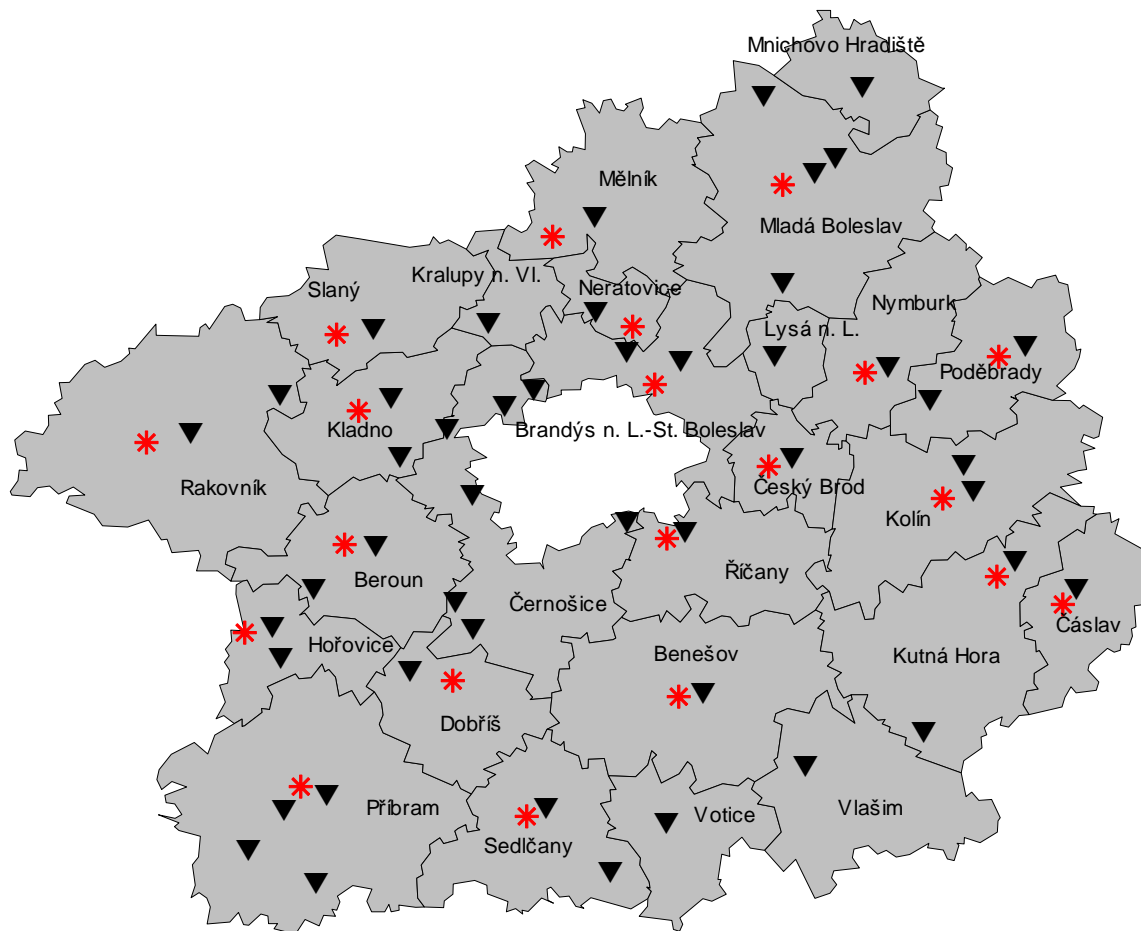 Mnichovo Hradiště
Mělník
Mladá Boleslav
Kralupy n. Vl.
Slaný
Neratovice
Nymburk
Lysá n. L.
Poděbrady
Kladno
Brandýs n. L.-St. Boleslav
Rakovník
Český Brod
Kolín
Beroun
Říčany
Černošice
Čáslav
Hořovice
Benešov
Kutná Hora
Dobříš
Příbram
Votice
Vlašim
Sedlčany